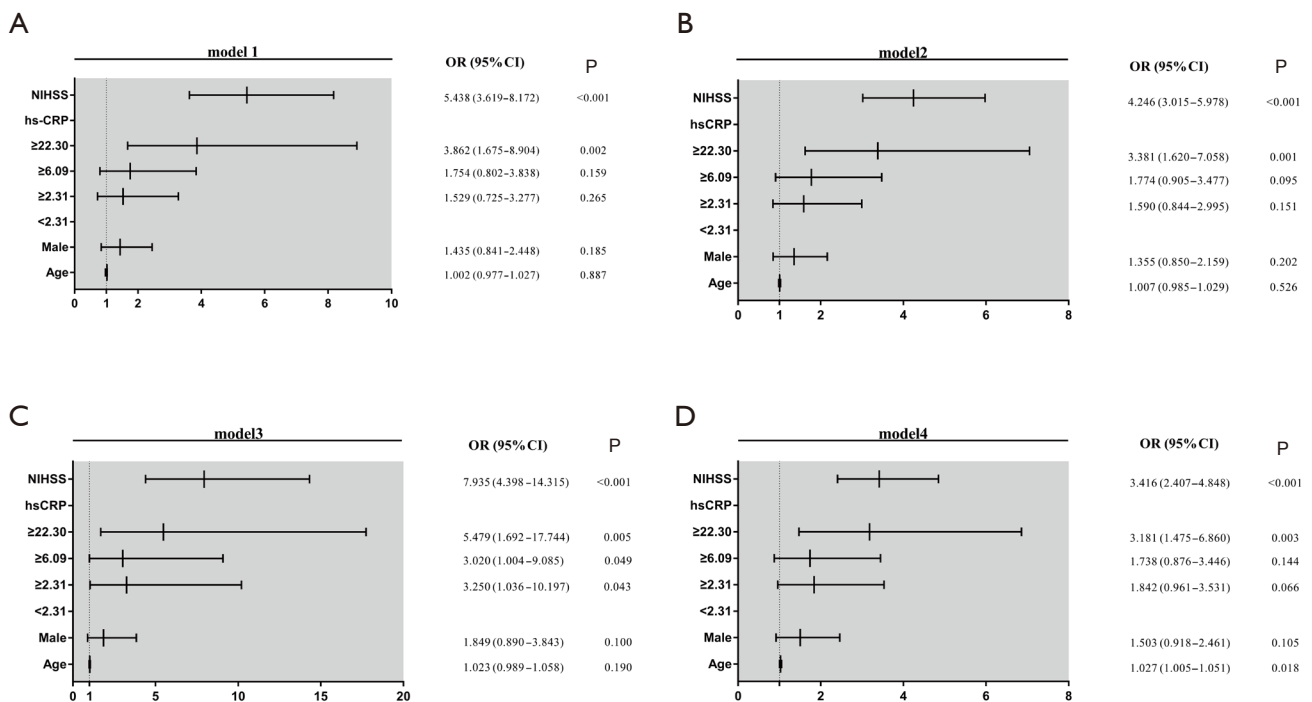 A
model 1
OR (95%CI) P
NIHSS 5.438 (3.619–8.172) <0.001
hs-CRP
≥22.30 3.862 (1.675–8.904) 0.002
≥6.09 1.754 (0.802–3.838) 0.159
≥2.31 1.529 (0.725–3.277) 0.265
<2.31
Male 1.435 (0.841–2.448) 0.185
Age 1.002 (0.977–1.027) 0.887
0 1 2 4 6 8 10
B
model2
OR (95%CI) P
NIHSS 4.246 (3.015–5.978) <0.001
hsCRP
≥22.30 3.381 (1.620–7.058) 0.001
≥6.09 1.774 (0.905–3.477) 0.095
≥2.31 1.590 (0.844–2.995) 0.151
<2.31
Male 1.355 (0.850–2.159) 0.202
Age 1.007 (0.985–1.029) 0.526
0 1 2 4 6 8
C
model3
OR (95%CI) P
NIHSS 7.935 (4.398–14.315) <0.001
hsCRP
≥22.30 5.479 (1.692–17.744) 0.005
≥6.09 3.020 (1.004–9.085) 0.049
≥2.31 3.250 (1.036–10.197) 0.043
<2.31
Male 1.849 (0.890–3.843) 0.100
Age 1.023 (0.989–1.058) 0.190
0 1 5 10 15 20
D
model4
OR (95%CI) P
NIHSS 3.416 (2.407–4.848) <0.001
hsCRP
≥22.30 3.181 (1.475–6.860) 0.003
≥6.09 1.738 (0.876–3.446) 0.144
≥2.31 1.842 (0.961–3.531) 0.066
<2.31
Male 1.503 (0.918–2.461) 0.105
Age 1.027 (1.005–1.051) 0.018
0 1 2 4 6 8